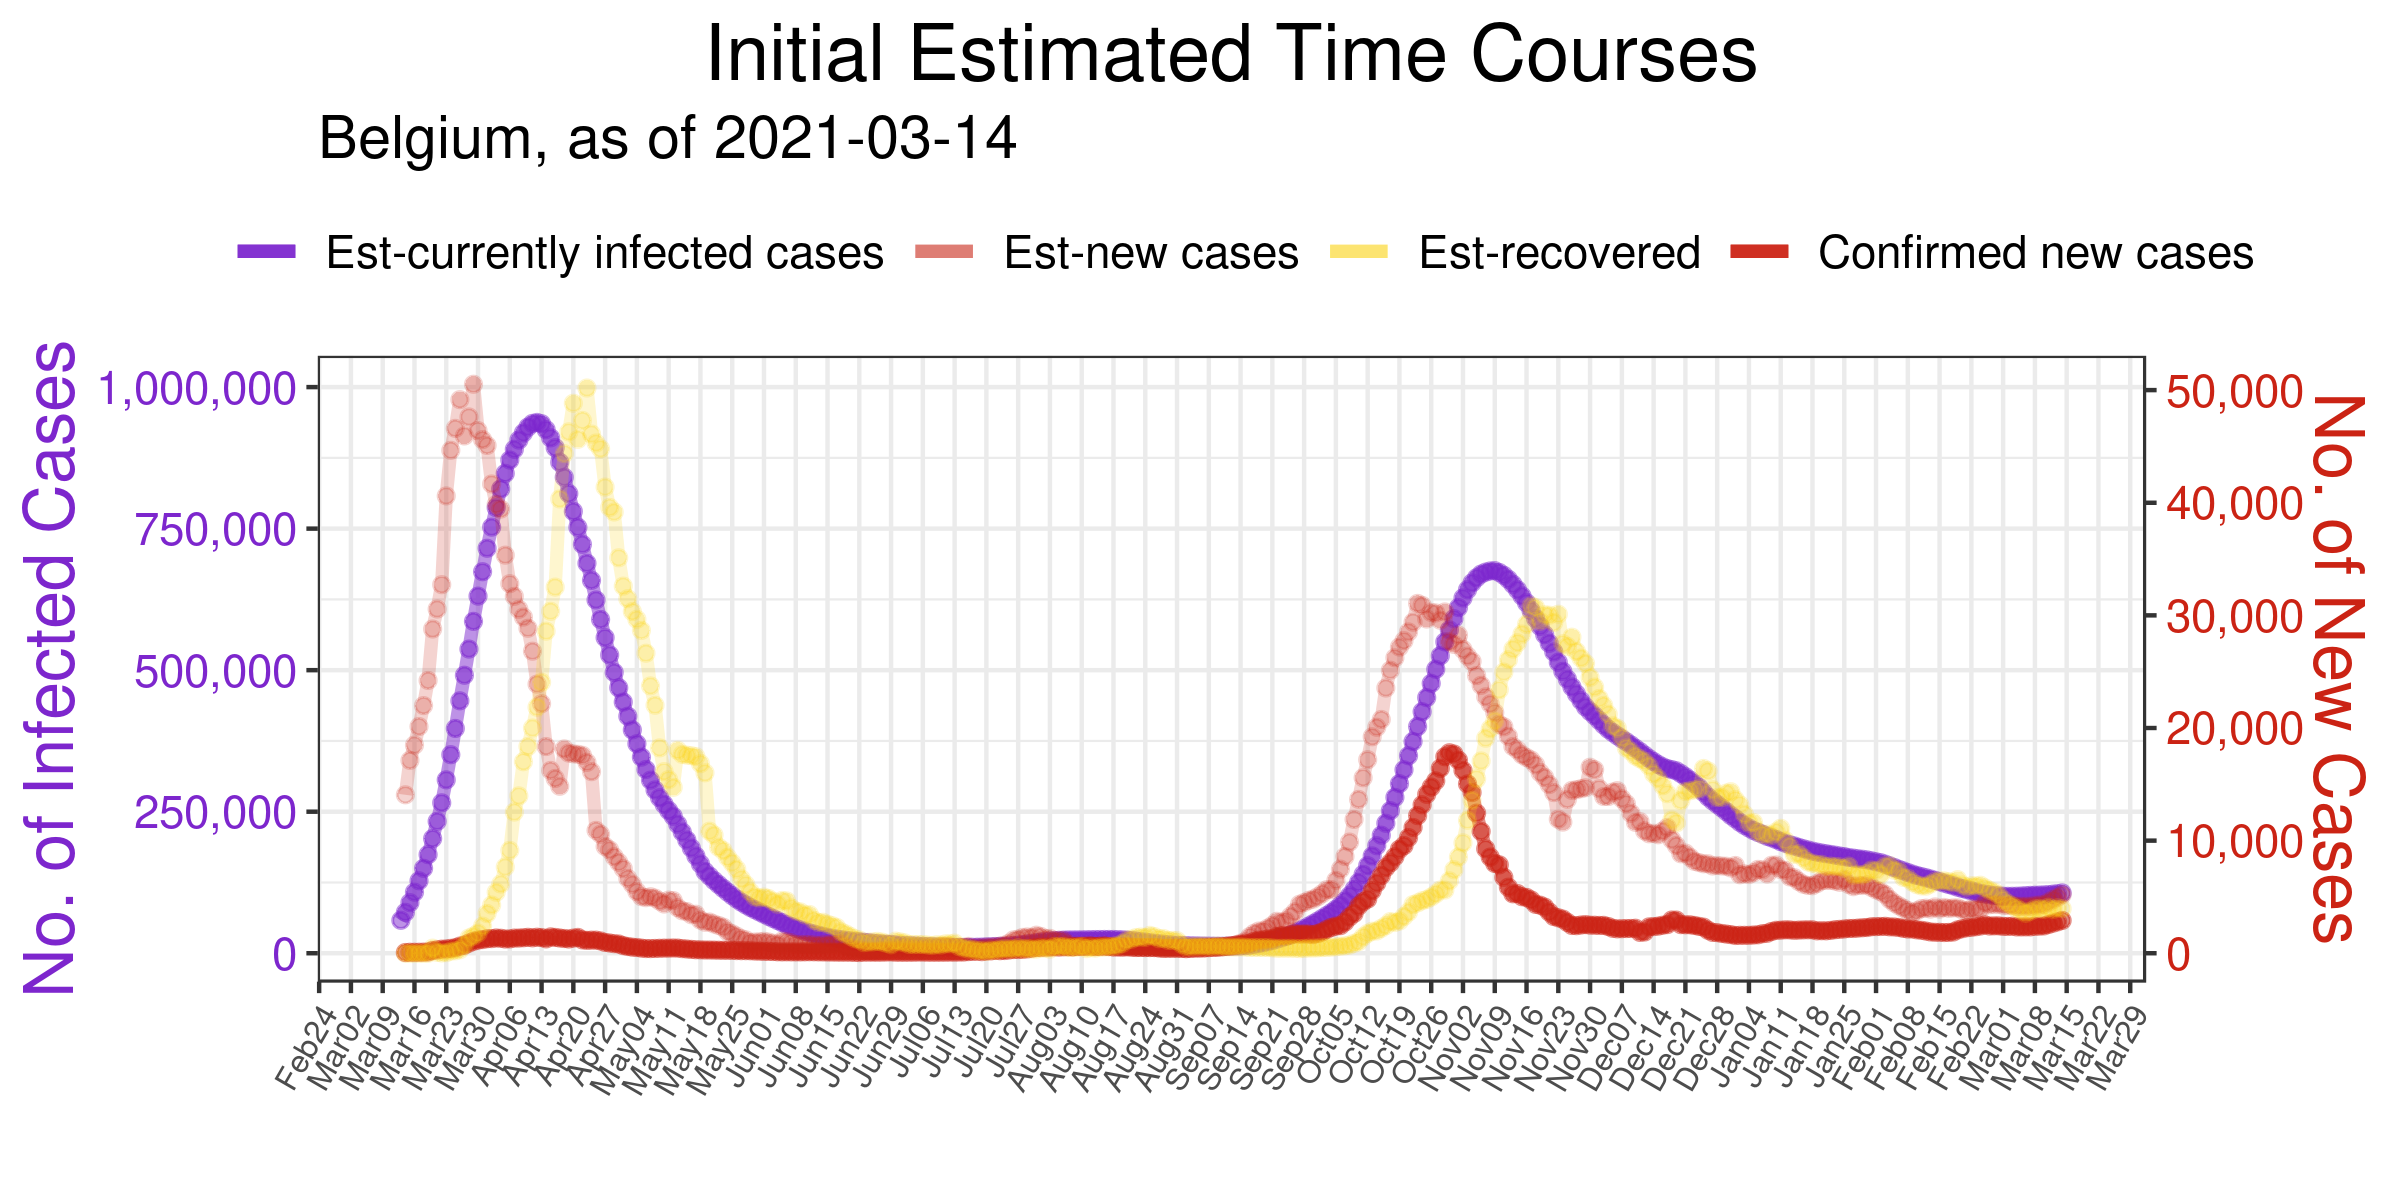 Initial Estimated Time Courses
Belgium, as of 2021-03-14
Est-currently infected cases Est-new cases Est-recovered Confirmed new cases
No. of Infected Cases
1,000,000
750,000
500,000
250,000
0
50,000
40,000
30,000
20,000
10,000
0
No. of New Cases
Feb24 Mar02 Mar09 Mar16 Mar23 Mar30 Apr06 Apr13 Apr20 Apr27 May04 May11 May18 May25 Jun01 Jun08 Jun15 Jun22 Jun29 Jul06 Jul13 Jul20 Jul27 Aug03 Aug10 Aug17 Aug24 Aug31 Sep07 Sep14 Sep21 Sep28 Oct05 Oct12 Oct19 Oct26 Nov02 Nov09 Nov16 Nov23 Nov30 Dec07 Dec14 Dec21 Dec28 Jan04 Jan11 Jan18 Jan25 Feb01 Feb08 Feb15 Feb22 Mar01 Mar08 Mar15 Mar22 Mar29